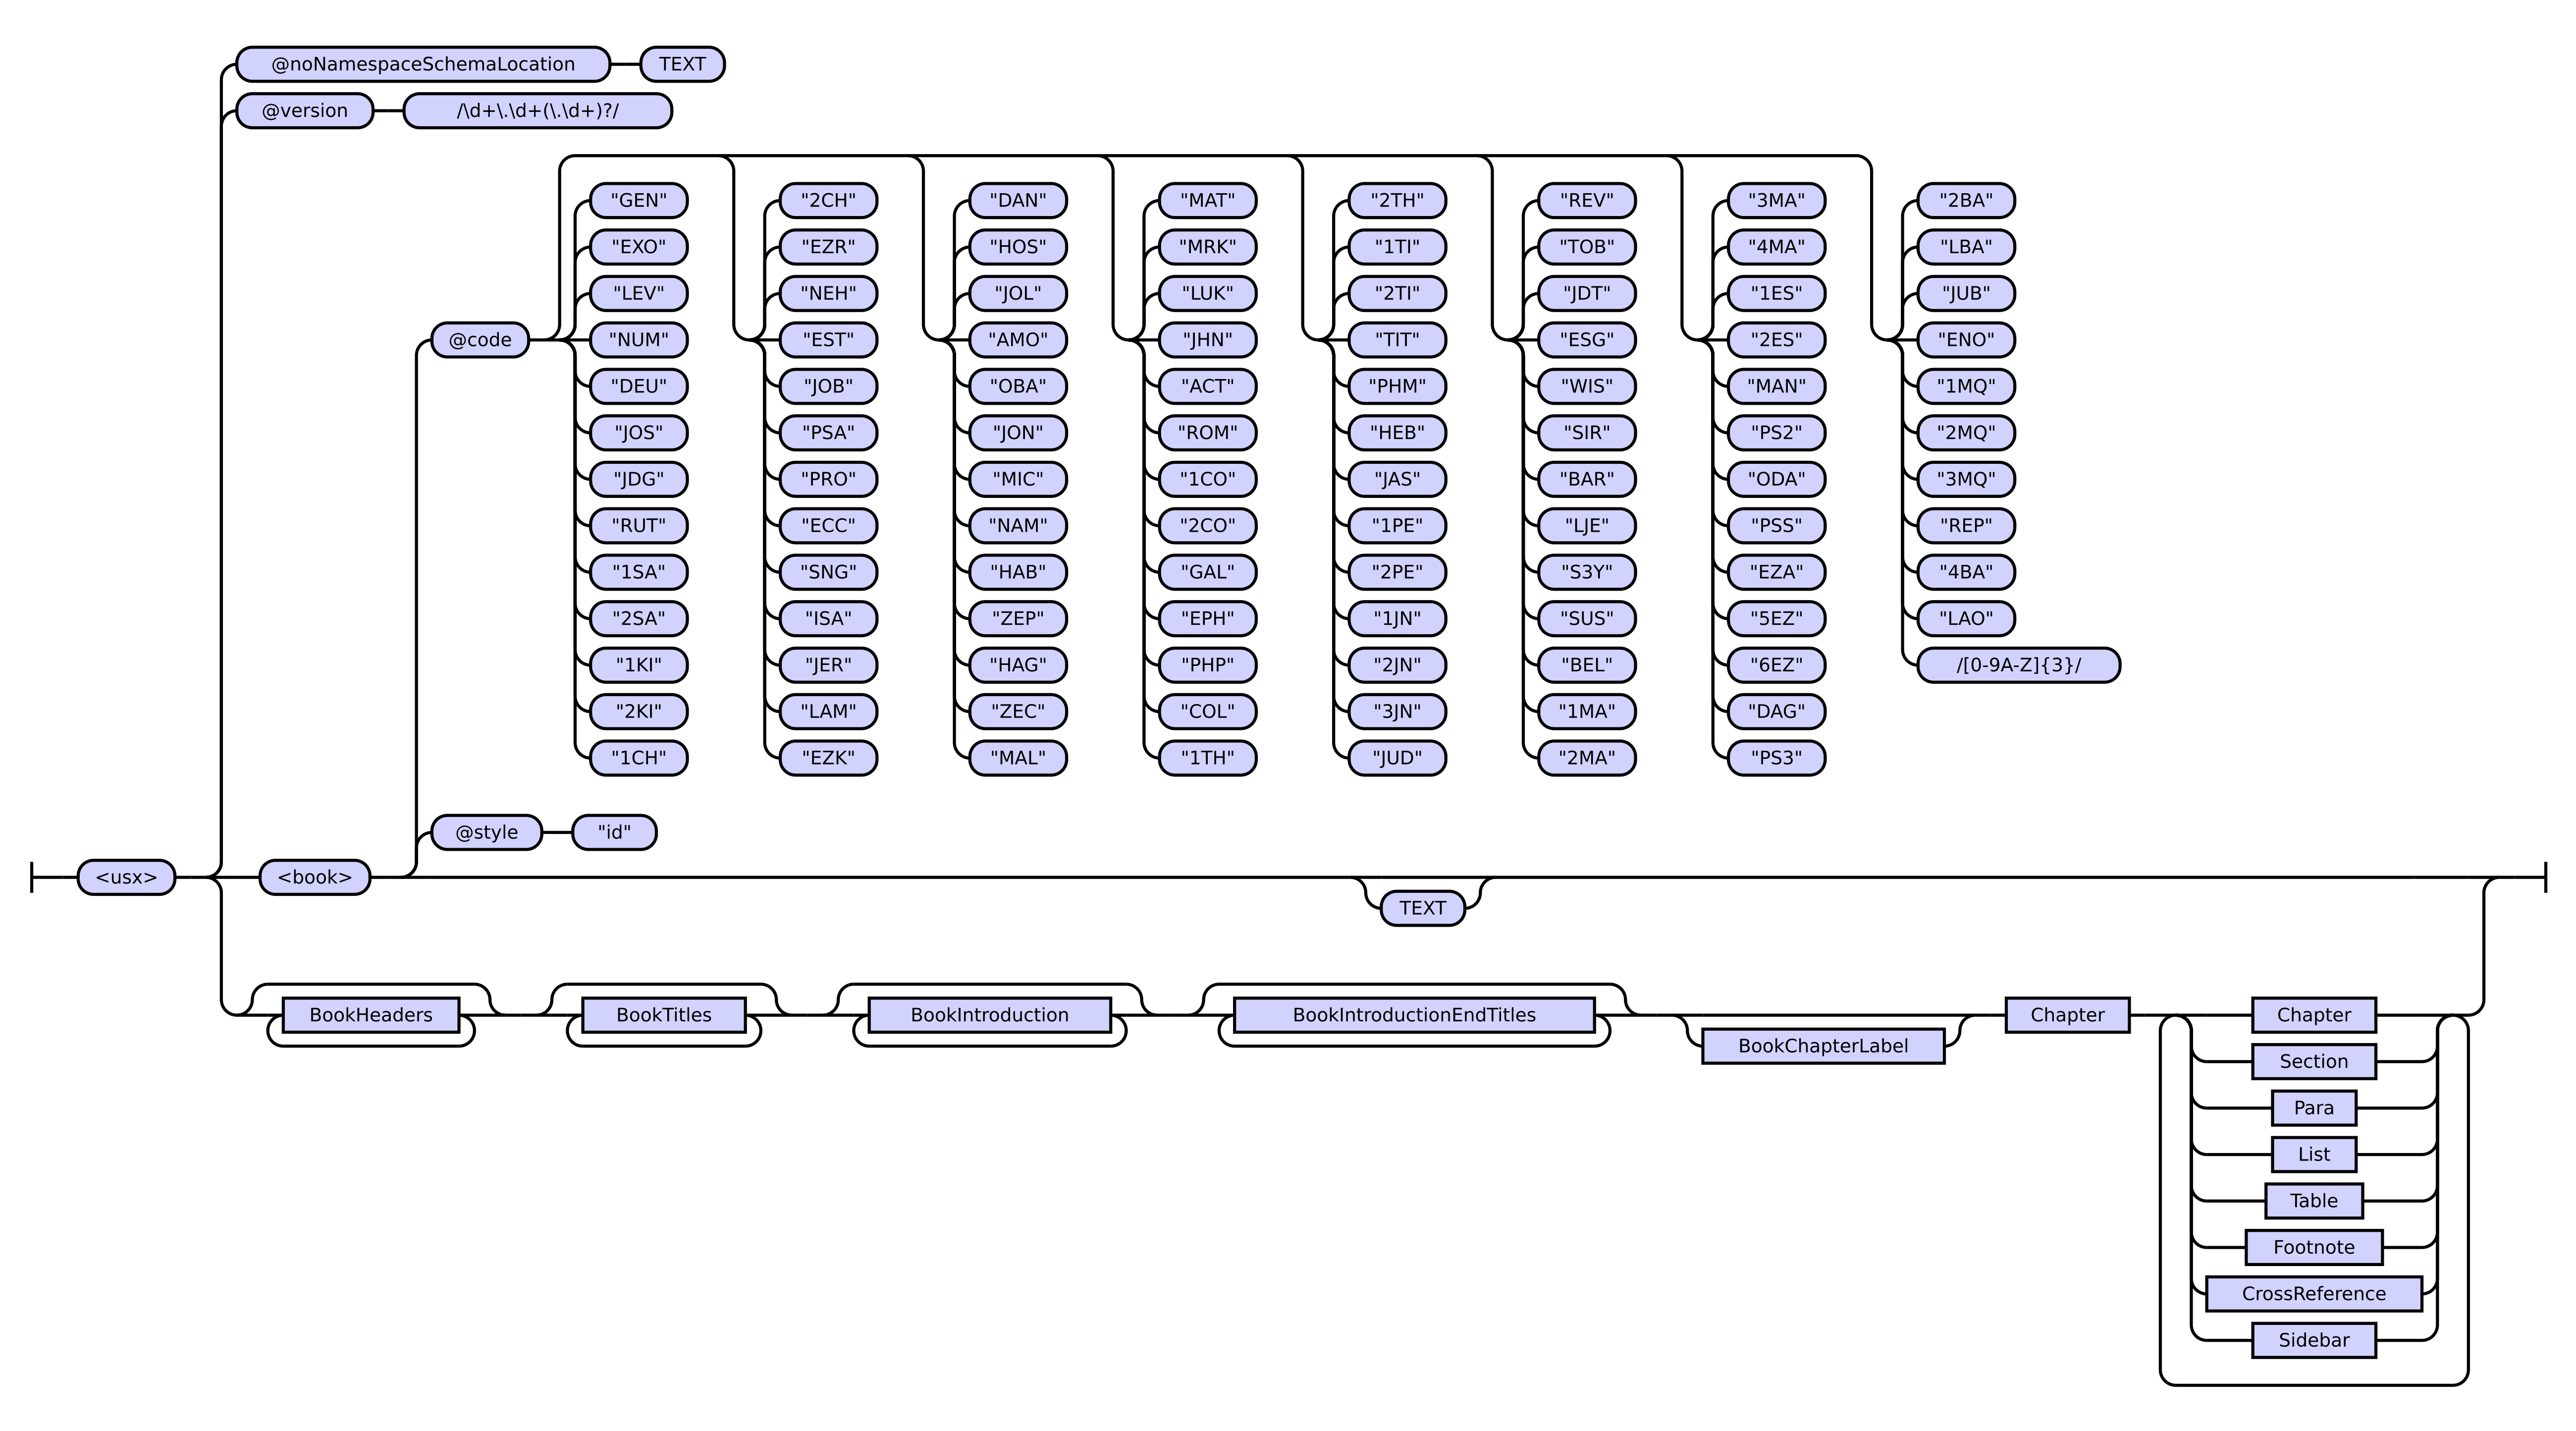 @noNamespaceSchemaLocation TEXT
@version /\d+\.\d+(\.\d+)?/
"GEN" "2CH" "DAN" "MAT" "2TH" "REV" "3MA" "2BA"
"EXO" "EZR" "HOS" "MRK" "1TI" "TOB" "4MA" "LBA"
"LEV" "NEH" "JOL" "LUK" "2TI" "JDT" "1ES" "JUB"
@code "NUM" "EST" "AMO" "JHN" "TIT" "ESG" "2ES" "ENO"
"DEU" "JOB" "OBA" "ACT" "PHM" "WIS" "MAN" "1MQ"
"JOS" "PSA" "JON" "ROM" "HEB" "SIR" "PS2" "2MQ"
"JDG" "PRO" "MIC" "1CO" "JAS" "BAR" "ODA" "3MQ"
"RUT" "ECC" "NAM" "2CO" "1PE" "LJE" "PSS" "REP"
"1SA" "SNG" "HAB" "GAL" "2PE" "S3Y" "EZA" "4BA"
"2SA" "ISA" "ZEP" "EPH" "1JN" "SUS" "5EZ" "LAO"
"1KI" "JER" "HAG" "PHP" "2JN" "BEL" "6EZ" /[0-9A-Z]{3}/
"2KI" "LAM" "ZEC" "COL" "3JN" "1MA" "DAG"
"1CH" "EZK" "MAL" "1TH" "JUD" "2MA" "PS3"
@style "id"
<usx> <book>
TEXT
BookHeaders BookTitles BookIntroduction BookIntroductionEndTitles Chapter Chapter
BookChapterLabel
Section
Para
List
Table
Footnote
CrossReference
Sidebar